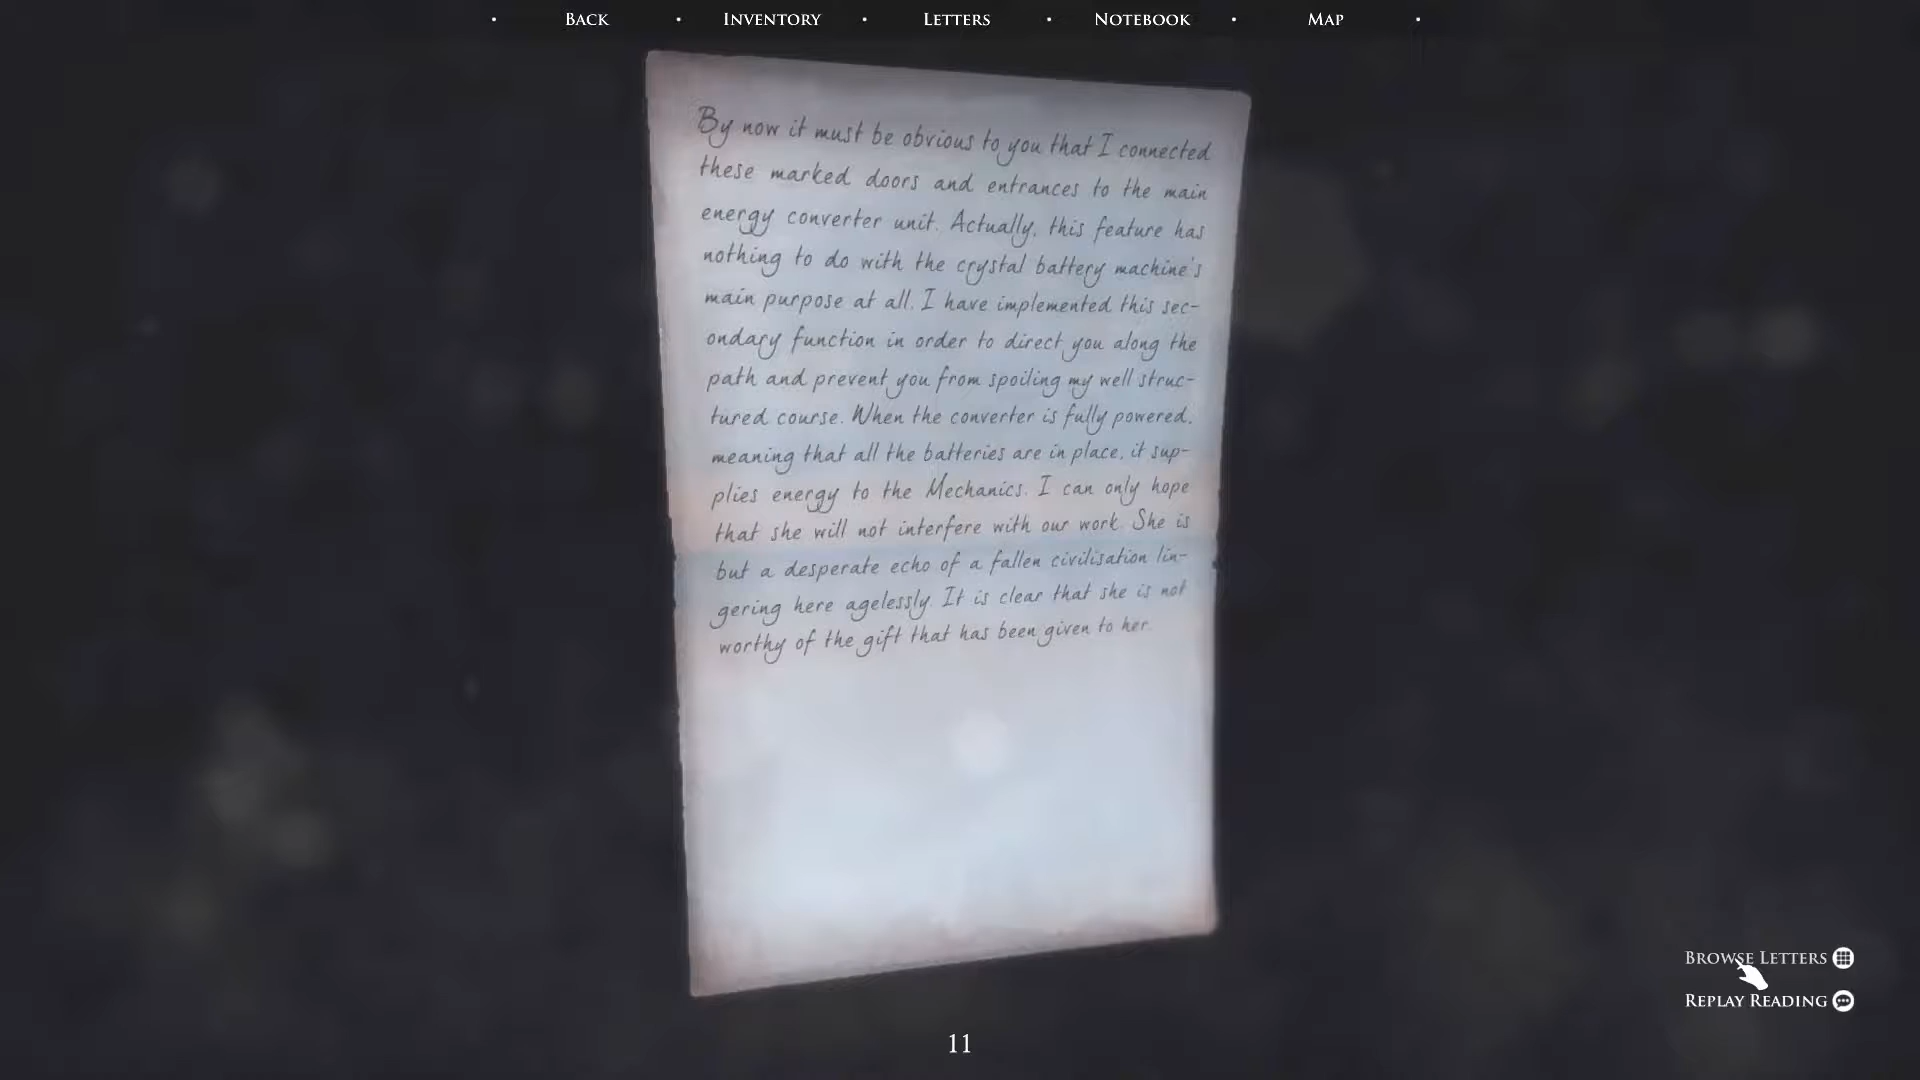 BACK
INVENTORY
LETTERS
NOTEBOOK
MAP
By now it must be obvious to you that I connected
these marked doors and entrances to the main
energy converter unit. Actually, this feature has
nothing to do with the crystal battery machine's
main purpose at all. I have implemented this sec-
ondary function in order to direct you along the
path and prevent you from spoiling my well struc-
tured course. When the converter is fully powered,
meaning that all the batteries are in place, it sup-
plies energy to the Mechanics. I can only hope
that she will not interfere with our work. She is
but a desperate echo of a fallen civilisation lin-
gering here agelessly. It is clear that she is not
worthy of the gift that has been given to her.
BROWSE LETTERS
REPLAY READING
11